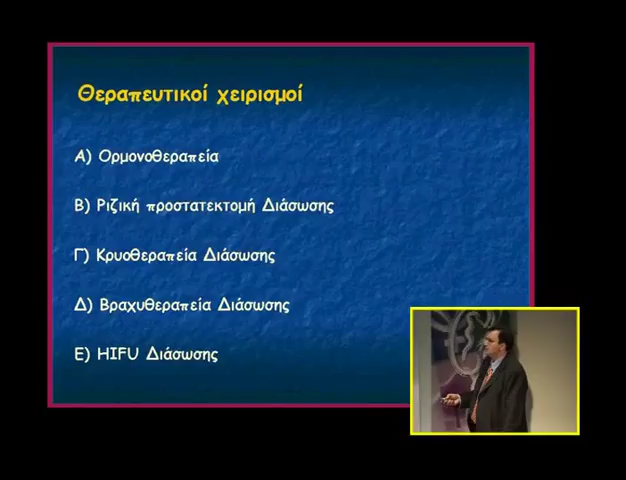 Θεραπευτικοί χειρισμοί
Α) Ορμονοθεραπεία
Β) Ριζική προστατεκτομή Διάσωσης
Γ) Κρυοθεραπεία Διάσωσης
Δ) Βραχυθεραπεία Διάσωσης
Ε) HIFU Διάσωσης